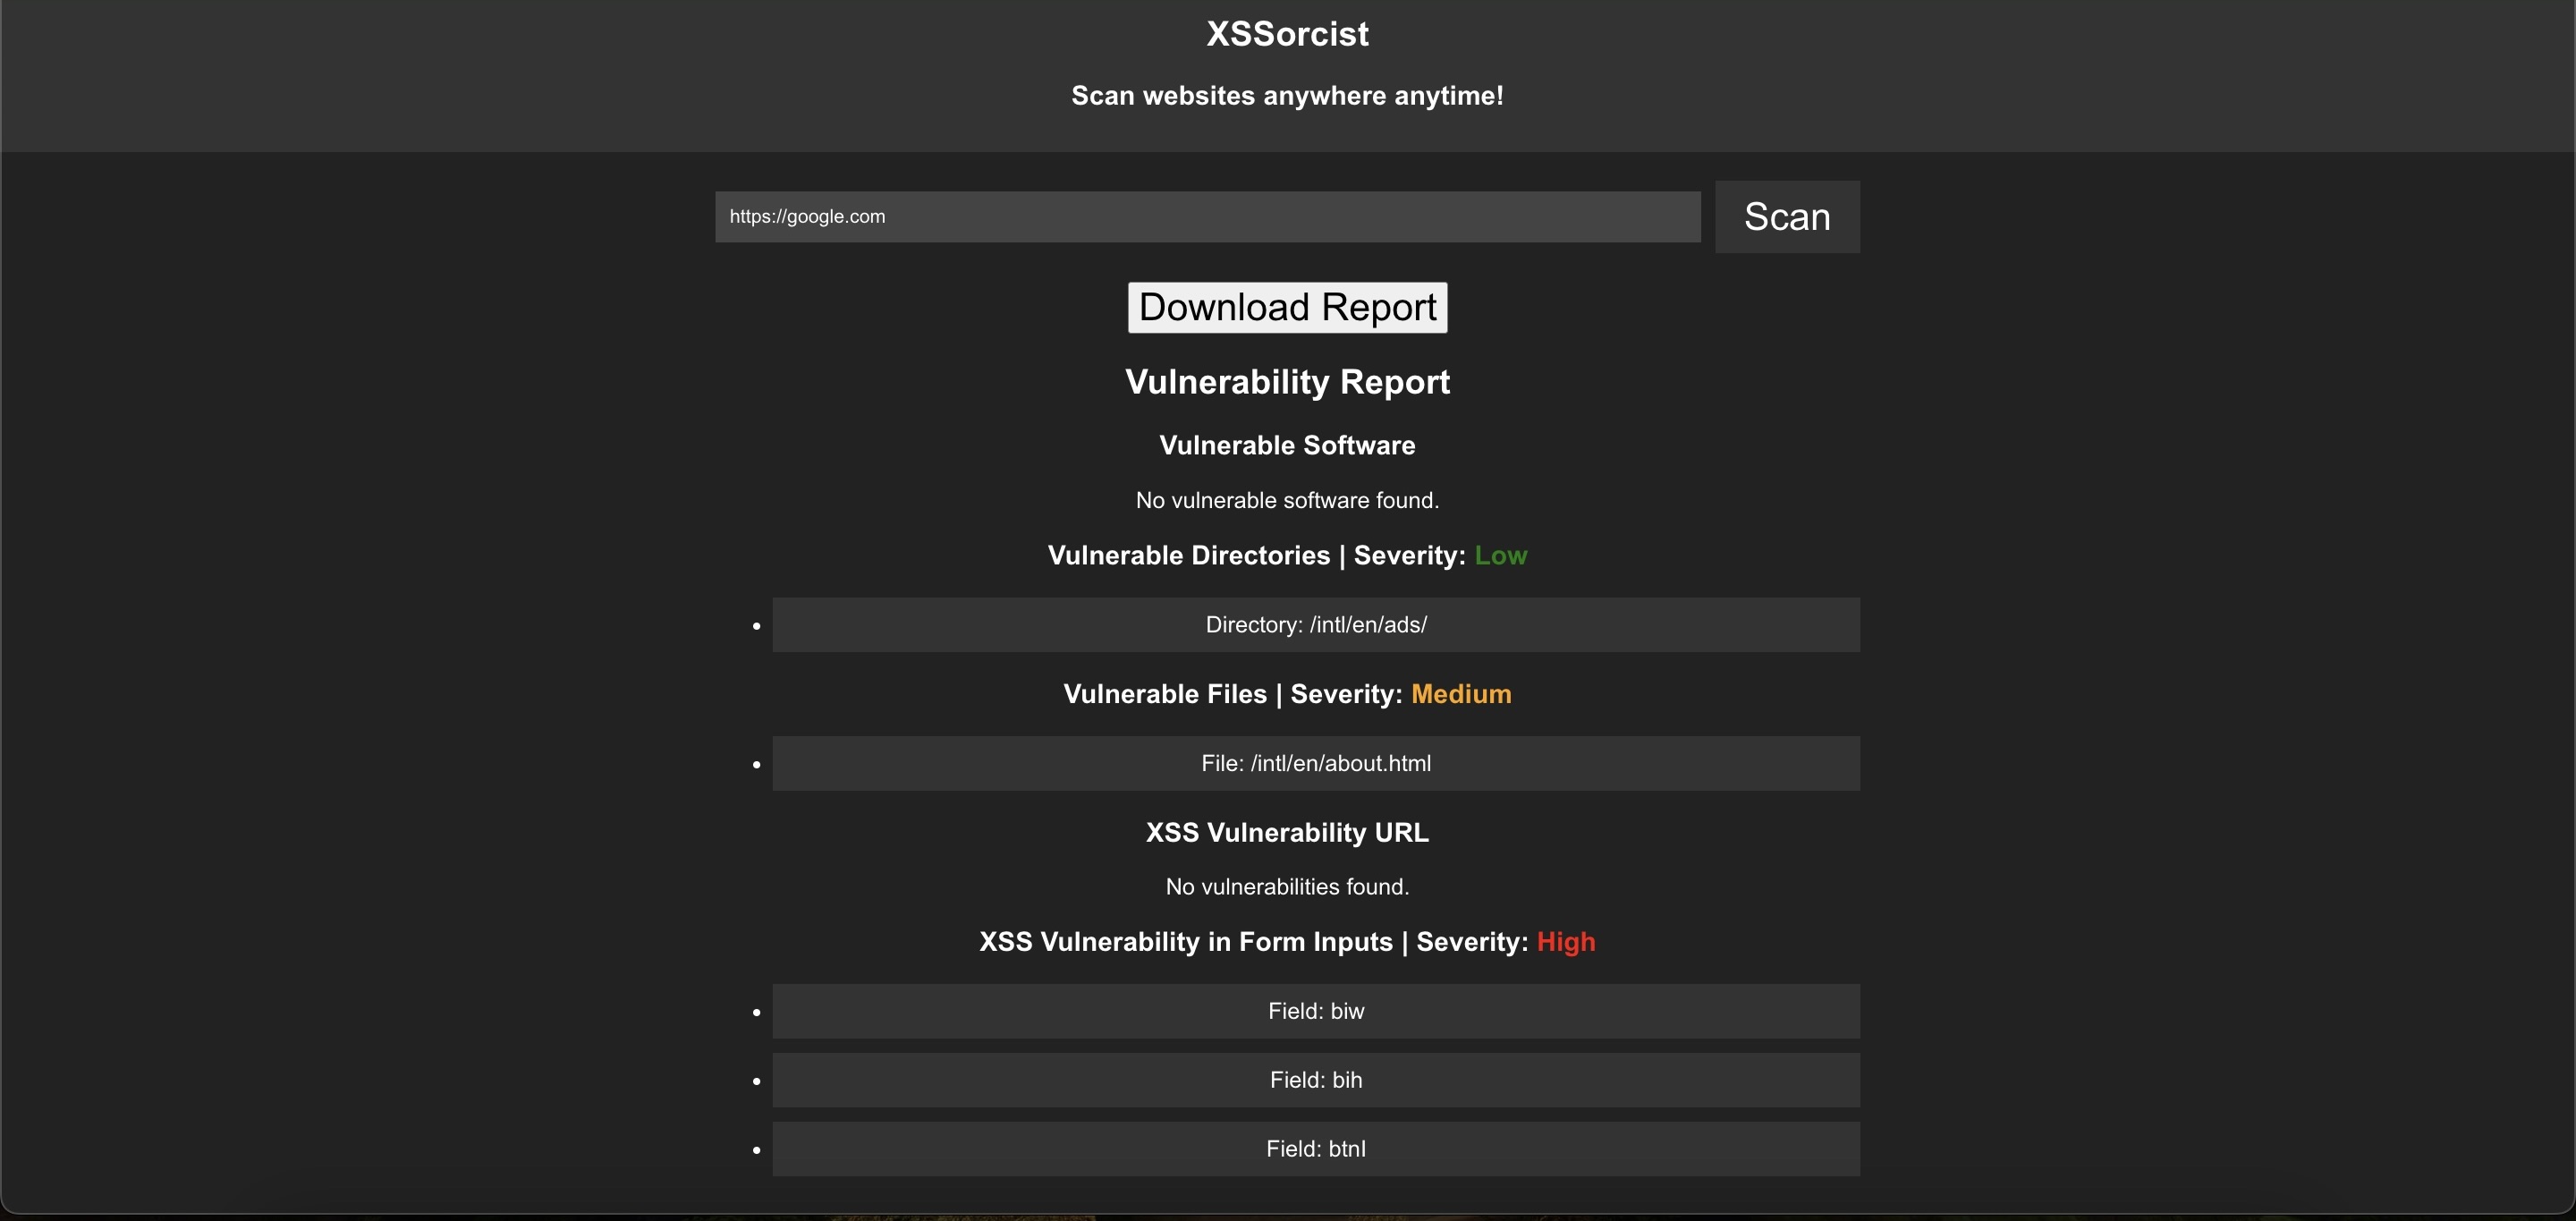 XSSorcist
Scan websites anywhere anytime!
https://google.com
Scan
Download Report
Vulnerability Report
Vulnerable Software
No vulnerable software found.
Vulnerable Directories | Severity: Low
Directory: /intl/en/ads/
Vulnerable Files | Severity: Medium
File: /intl/en/about.html
XSS Vulnerability URL
No vulnerabilities found.
XSS Vulnerability in Form Inputs | Severity: High
Field: biw
Field: bih
Field: btnI